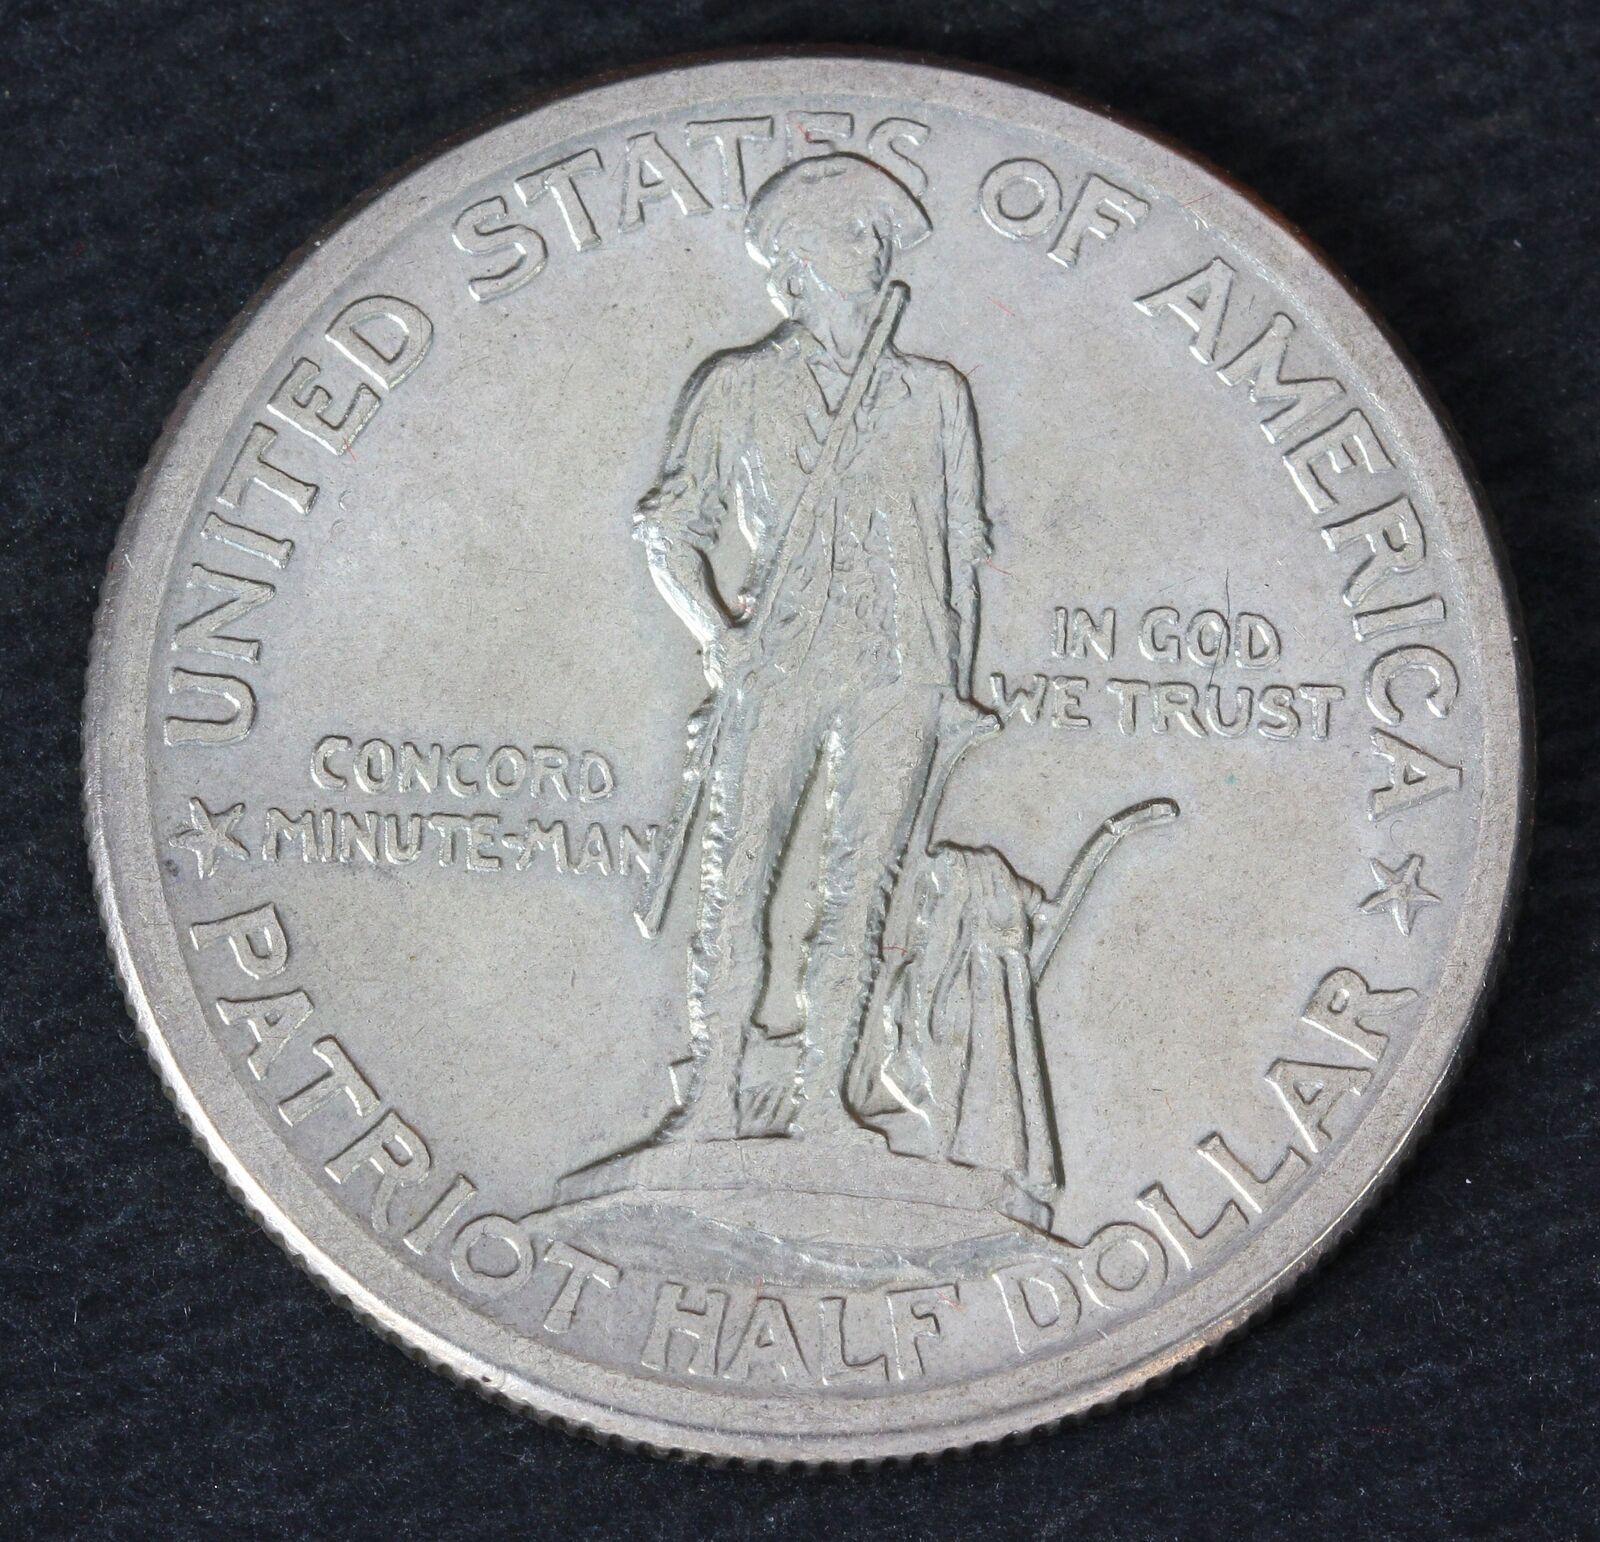 UNITED STATES OF AMERICA
IN GOD
WE TRUST
CONCORD
MINUTE-MAN
PATRIOT HALF DOLLAR